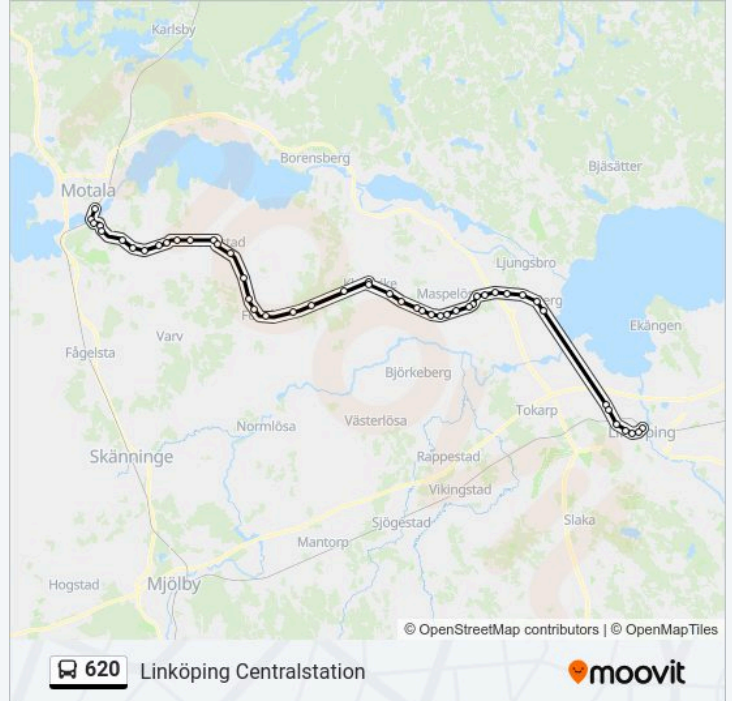 Karlsby
Borensberg
Bjäsätter
Motala
Ljungsbro
Maspelös
Ekängen
Varv
Fågelsta
Björkeberg
Tokarp
Västerlösa
Normlösa
Linköping
Skänninge
Rappestad
Vikingstad
Sjögestad
Slaka
Mantorp
Hogstad
Mjölby
© OpenStreetMap contributors | © OpenMapTiles
620 Linköping Centralstation
moovit